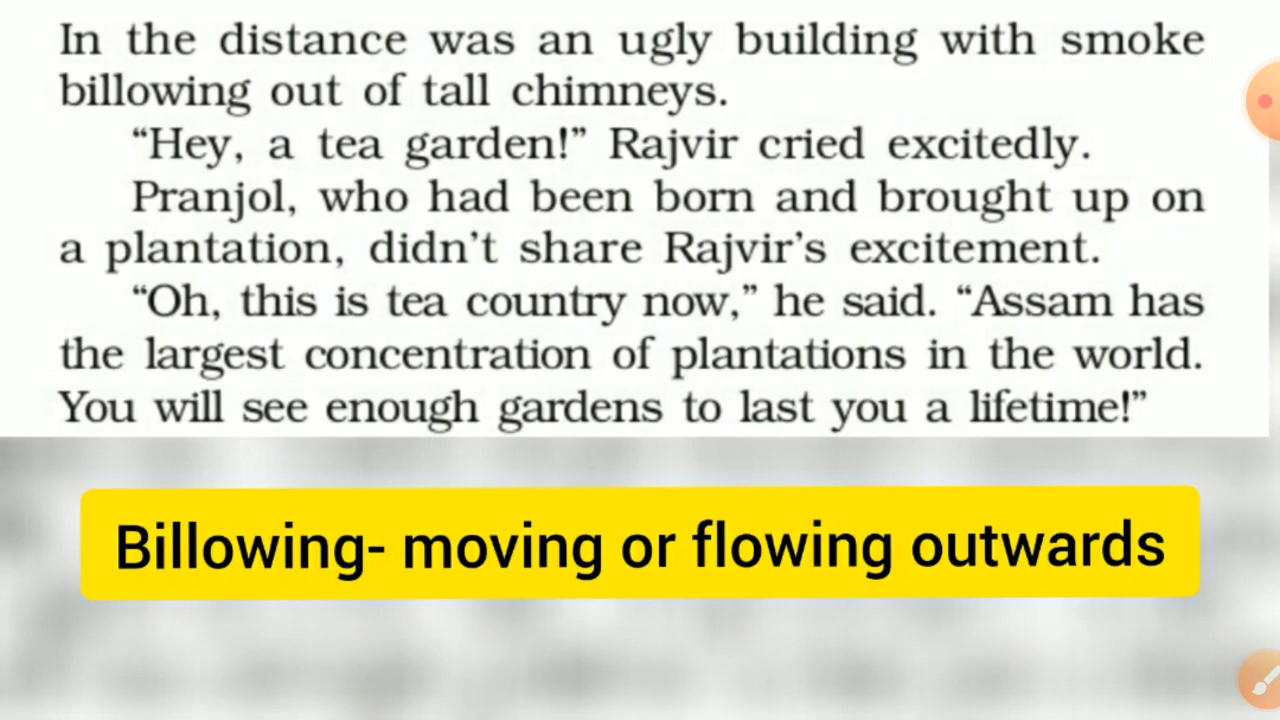 In the distance was an ugly building with smoke
billowing out of tall chimneys.
“Hey, a tea garden!” Rajvir cried excitedly.
Pranjol, who had been born and brought up on
a plantation, didn’t share Rajvir’s excitement.
“Oh, this is tea country now,” he said. “Assam has
the largest concentration of plantations in the world.
You will see enough gardens to last you a lifetime!”
Billowing- moving or flowing outwards